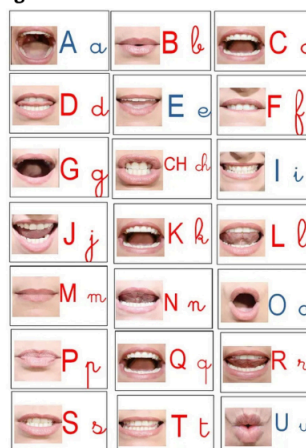 A a B b C
D d E e F f
G g CH ch I i
J j K k L l
M m N n O
P p Q q R
S s T t U